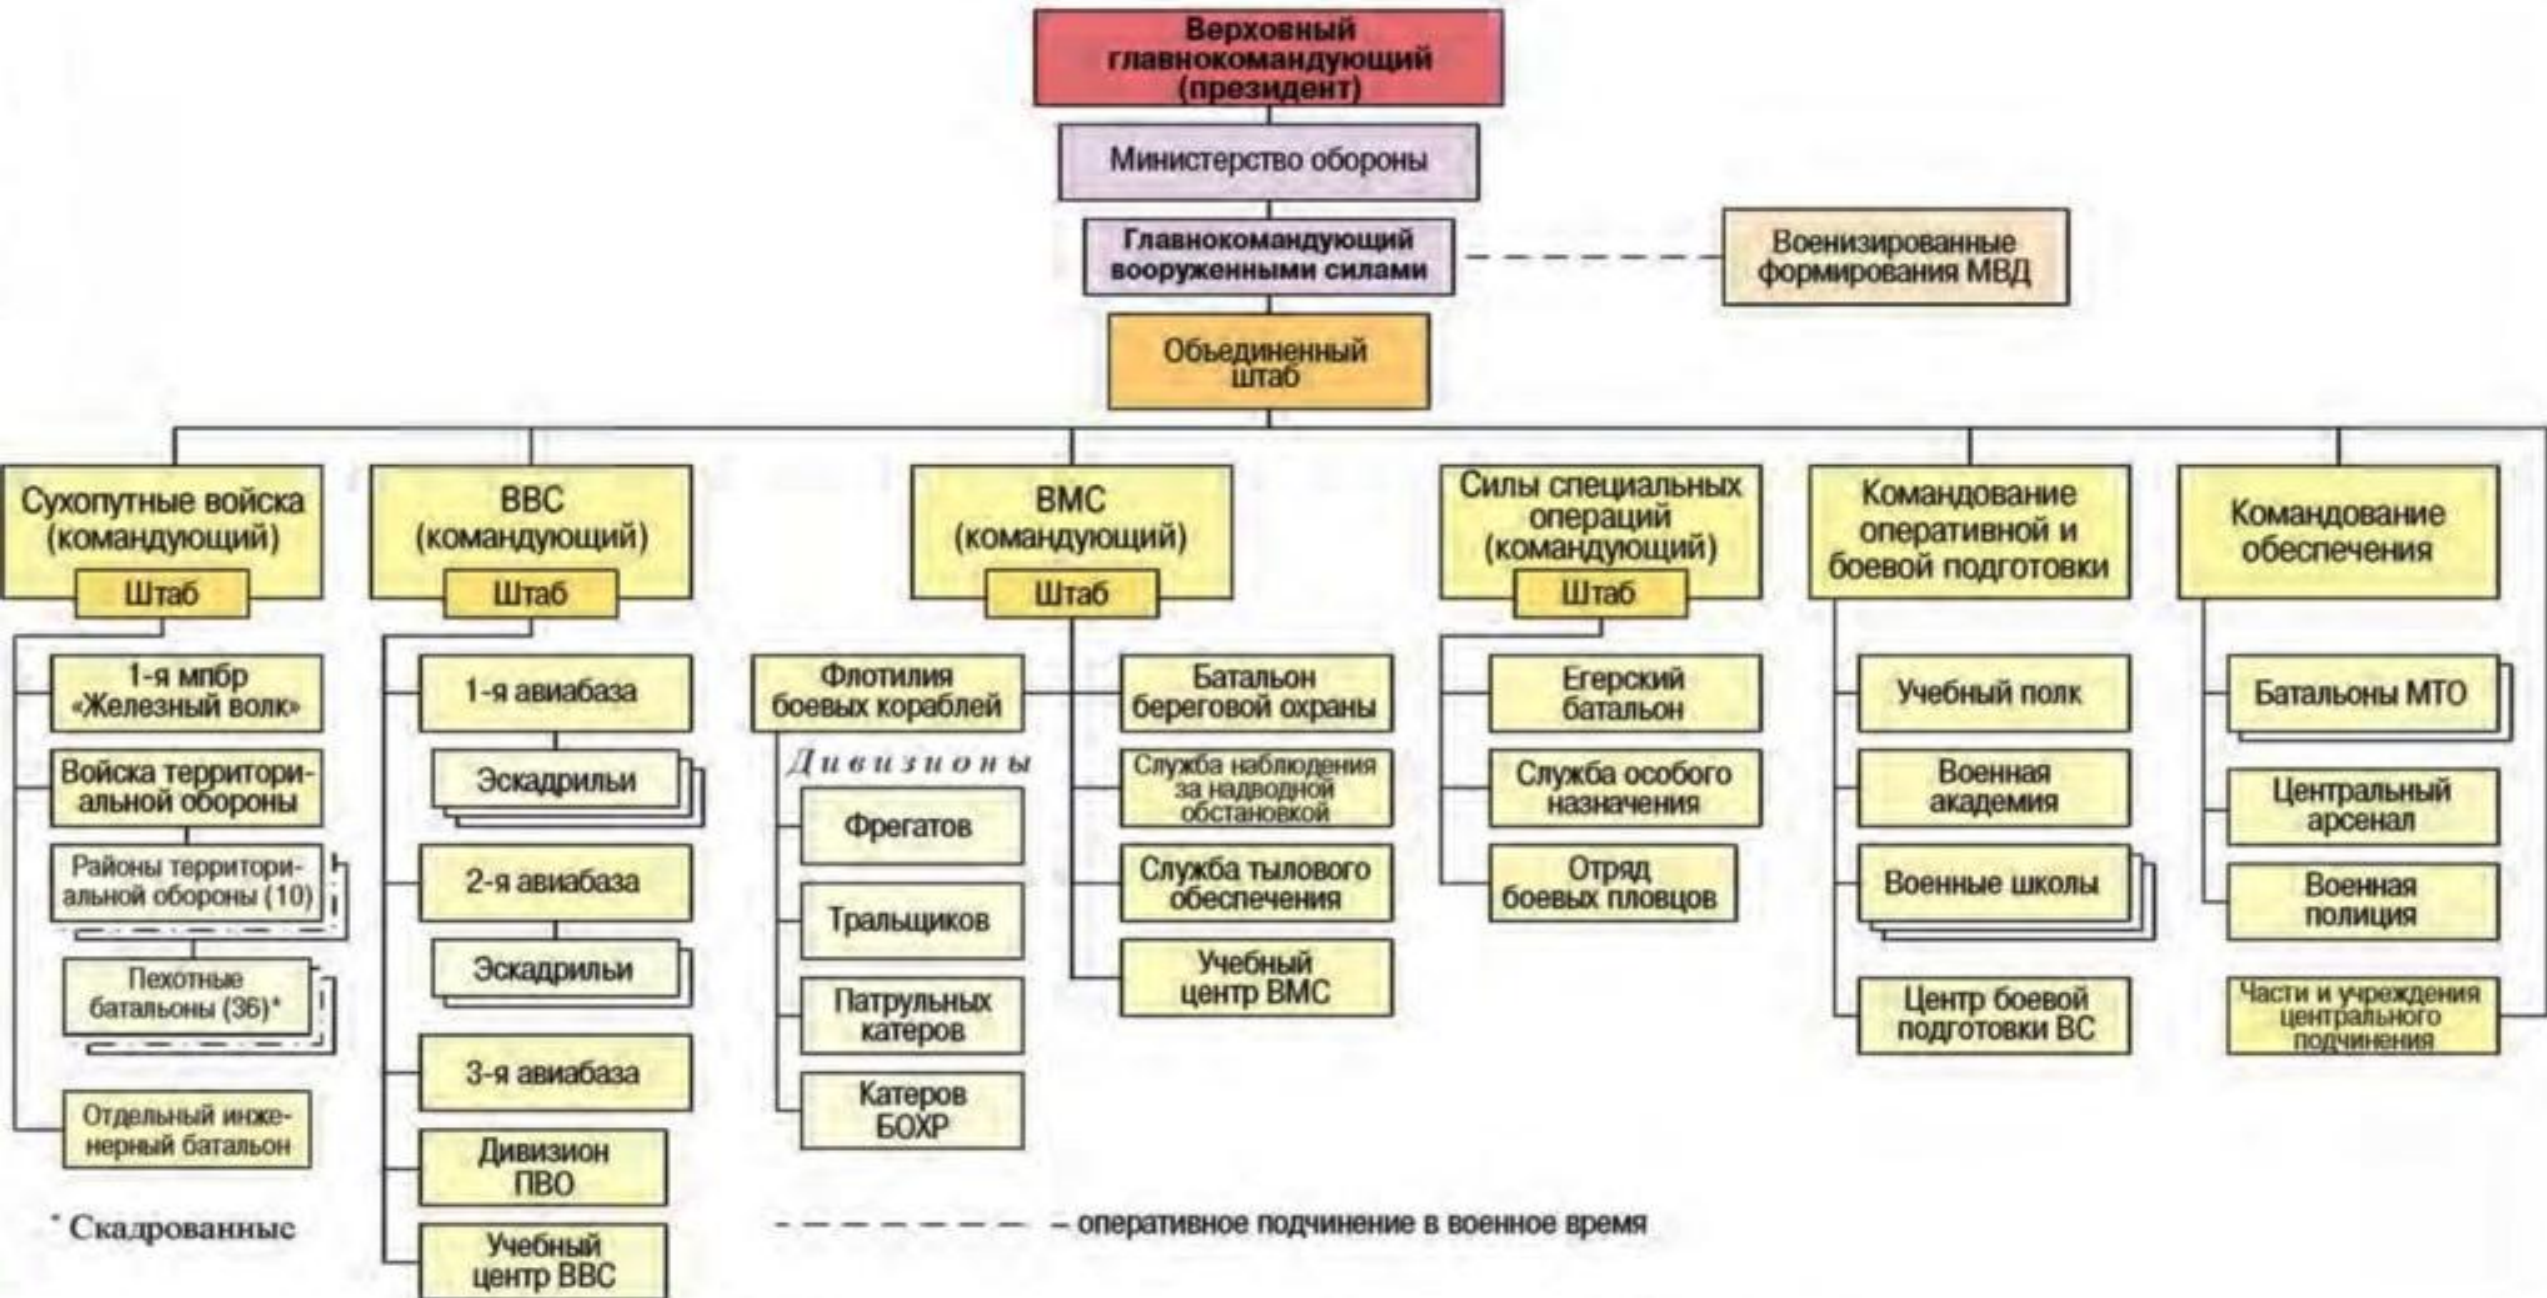 Верховный
главнокомандующий
(президент)
Министерство обороны
Главнокомандующий
вооруженными силами
Военизированные
формирования МВД
Объединенный
штаб
Сухопутные войска
(командующий)
Штаб
1-я мпбр
«Железный волк»
Войска территори-
альной обороны
Районы территори-
альной обороны (10)
Пехотные
батальоны (36)*
Отдельный инже-
нерный батальон
* Скадрованные
ВВС
(командующий)
Штаб
1-я авиабаза
Эскадрильи
2-я авиабаза
Эскадрильи
3-я авиабаза
Дивизион
ПВО
Учебный
центр ВВС
ВМС
(командующий)
Штаб
Флотилия
боевых кораблей
Дивизионы
Фрегатов
Тральщиков
Патрульных
катеров
Катеров
БОХР
Батальон
береговой охраны
Служба наблюдения
за надводной
обстановкой
Служба тылового
обеспечения
Учебный
центр ВМС
Силы специальных
операций
(командующий)
Штаб
Егерский
батальон
Служба особого
назначения
Отряд
боевых пловцов
Командование
оперативной и
боевой подготовки
Учебный полк
Военная
академия
Военные школы
Центр боевой
подготовки ВС
Командование
обеспечения
Батальоны МТО
Центральный
арсенал
Военная
полиция
Части и учреждения
центрального
подчинения
– оперативное подчинение в военное время